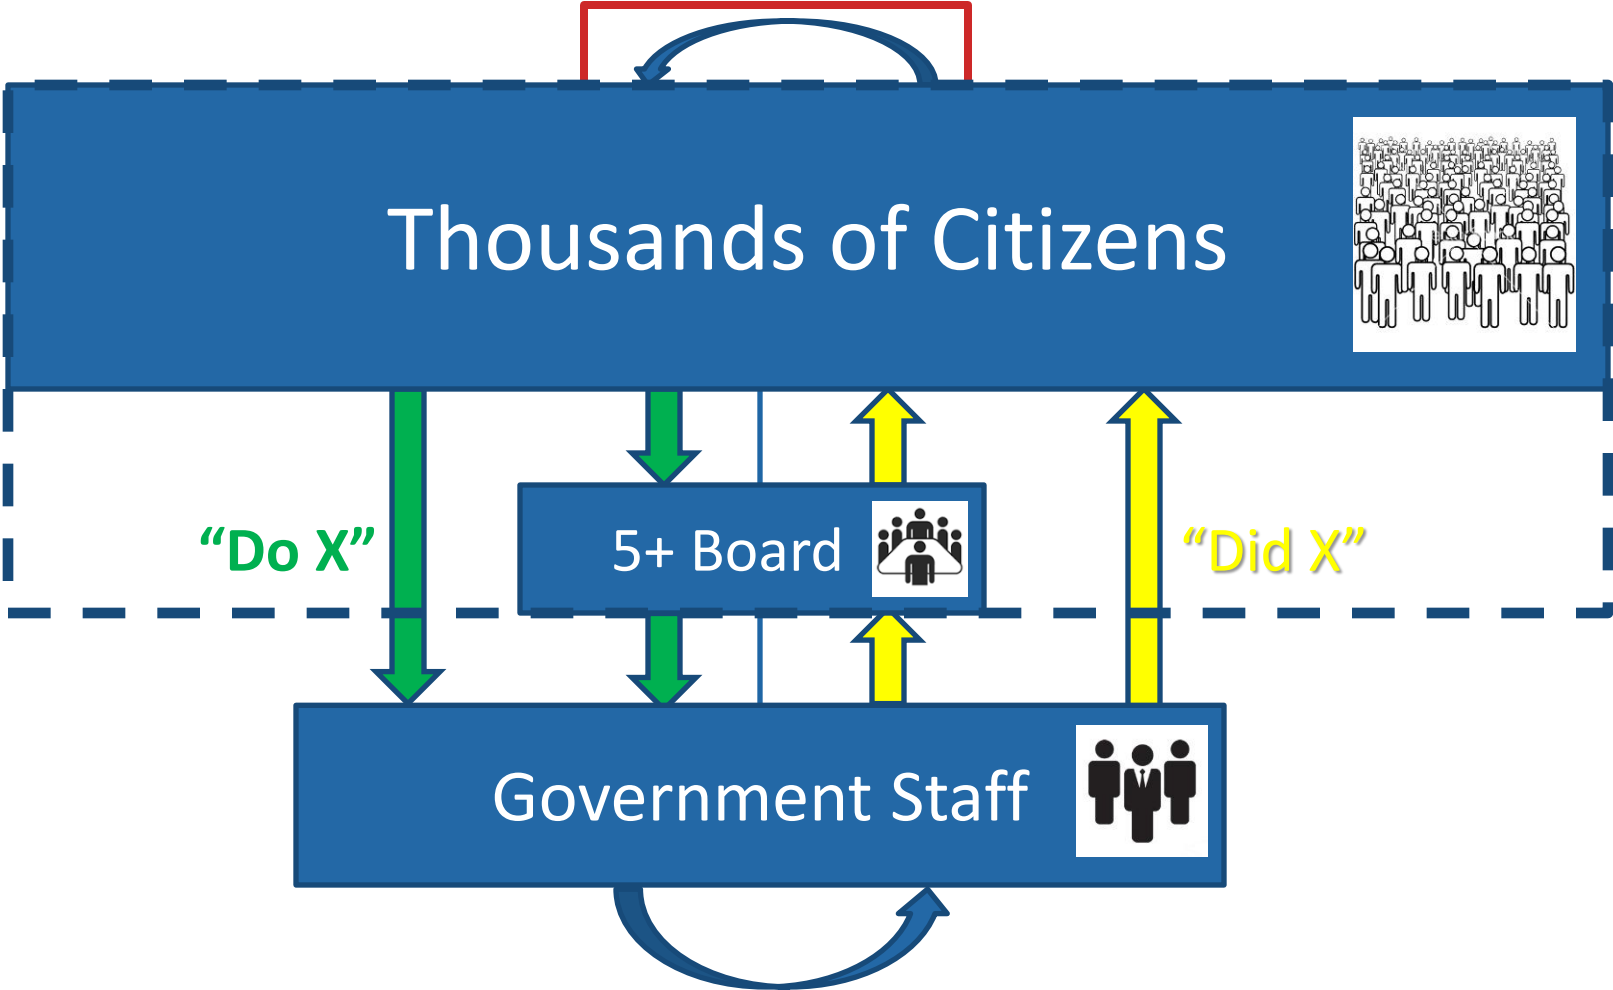 Thousands of Citizens
“Do X”
5+ Board
“Did X”
Government Staff